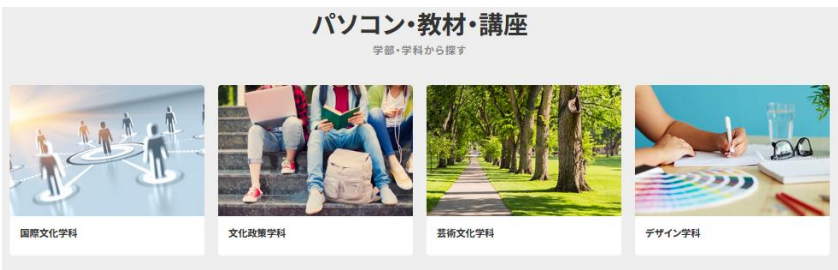 パソコン・教材・講座
学部・学科から探す
国際文化学科
文化政策学科
芸術文化学科
デザイン学科